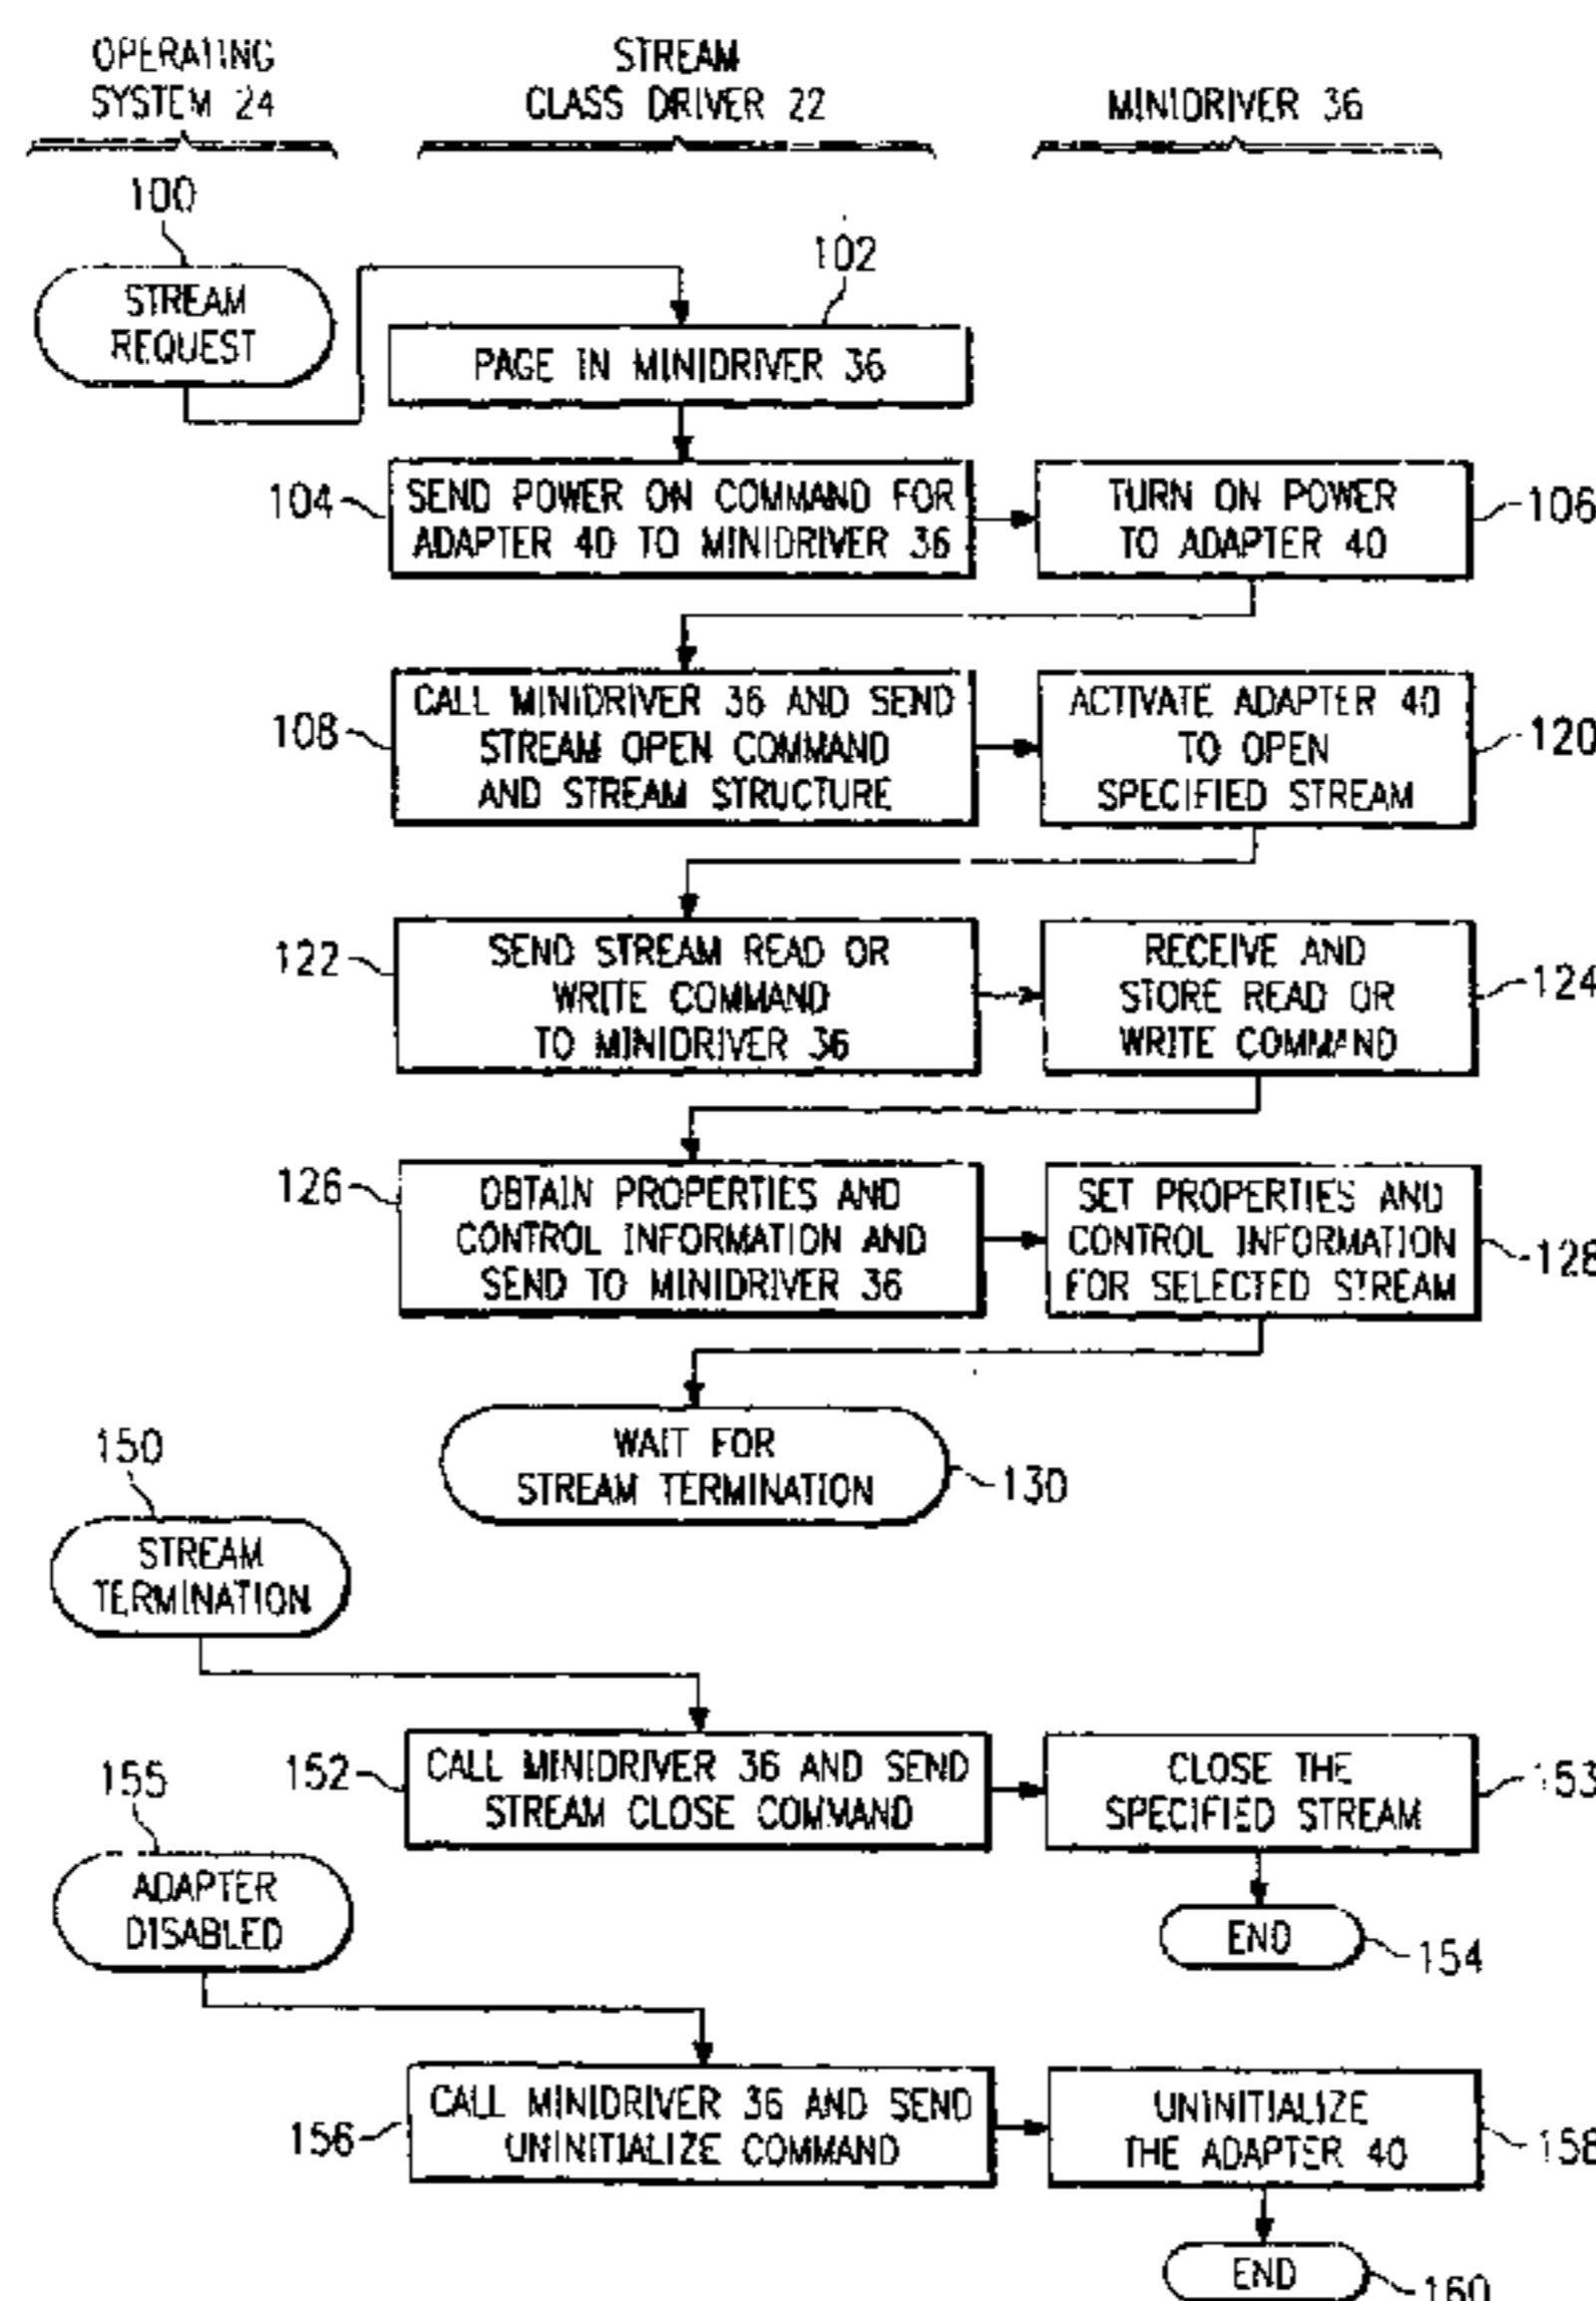 OPERATING
SYSTEM 24
STREAM
CLASS DRIVER 22
MINIDRIVER 36
100
STREAM
REQUEST
102
PAGE IN MINIDRIVER 36
104
SEND POWER ON COMMAND FOR
ADAPTER 40 TO MINIDRIVER 36
TURN ON POWER
TO ADAPTER 40
106
108
CALL MINIDRIVER 36 AND SEND
STREAM OPEN COMMAND
AND STREAM STRUCTURE
ACTIVATE ADAPTER 40
TO OPEN
SPECIFIED STREAM
120
122
SEND STREAM READ OR
WRITE COMMAND
TO MINIDRIVER 36
RECEIVE AND
STORE READ OR
WRITE COMMAND
124
126
OBTAIN PROPERTIES AND
CONTROL INFORMATION AND
SEND TO MINIDRIVER 36
SET PROPERTIES AND
CONTROL INFORMATION
FOR SELECTED STREAM
128
WAIT FOR
STREAM TERMINATION
130
150
STREAM
TERMINATION
152
CALL MINIDRIVER 36 AND SEND
STREAM CLOSE COMMAND
CLOSE THE
SPECIFIED STREAM
153
155
ADAPTER
DISABLED
END
154
156
CALL MINIDRIVER 36 AND SEND
UNINITIALIZE COMMAND
UNINITIALIZE
THE ADAPTER 40
158
END
160